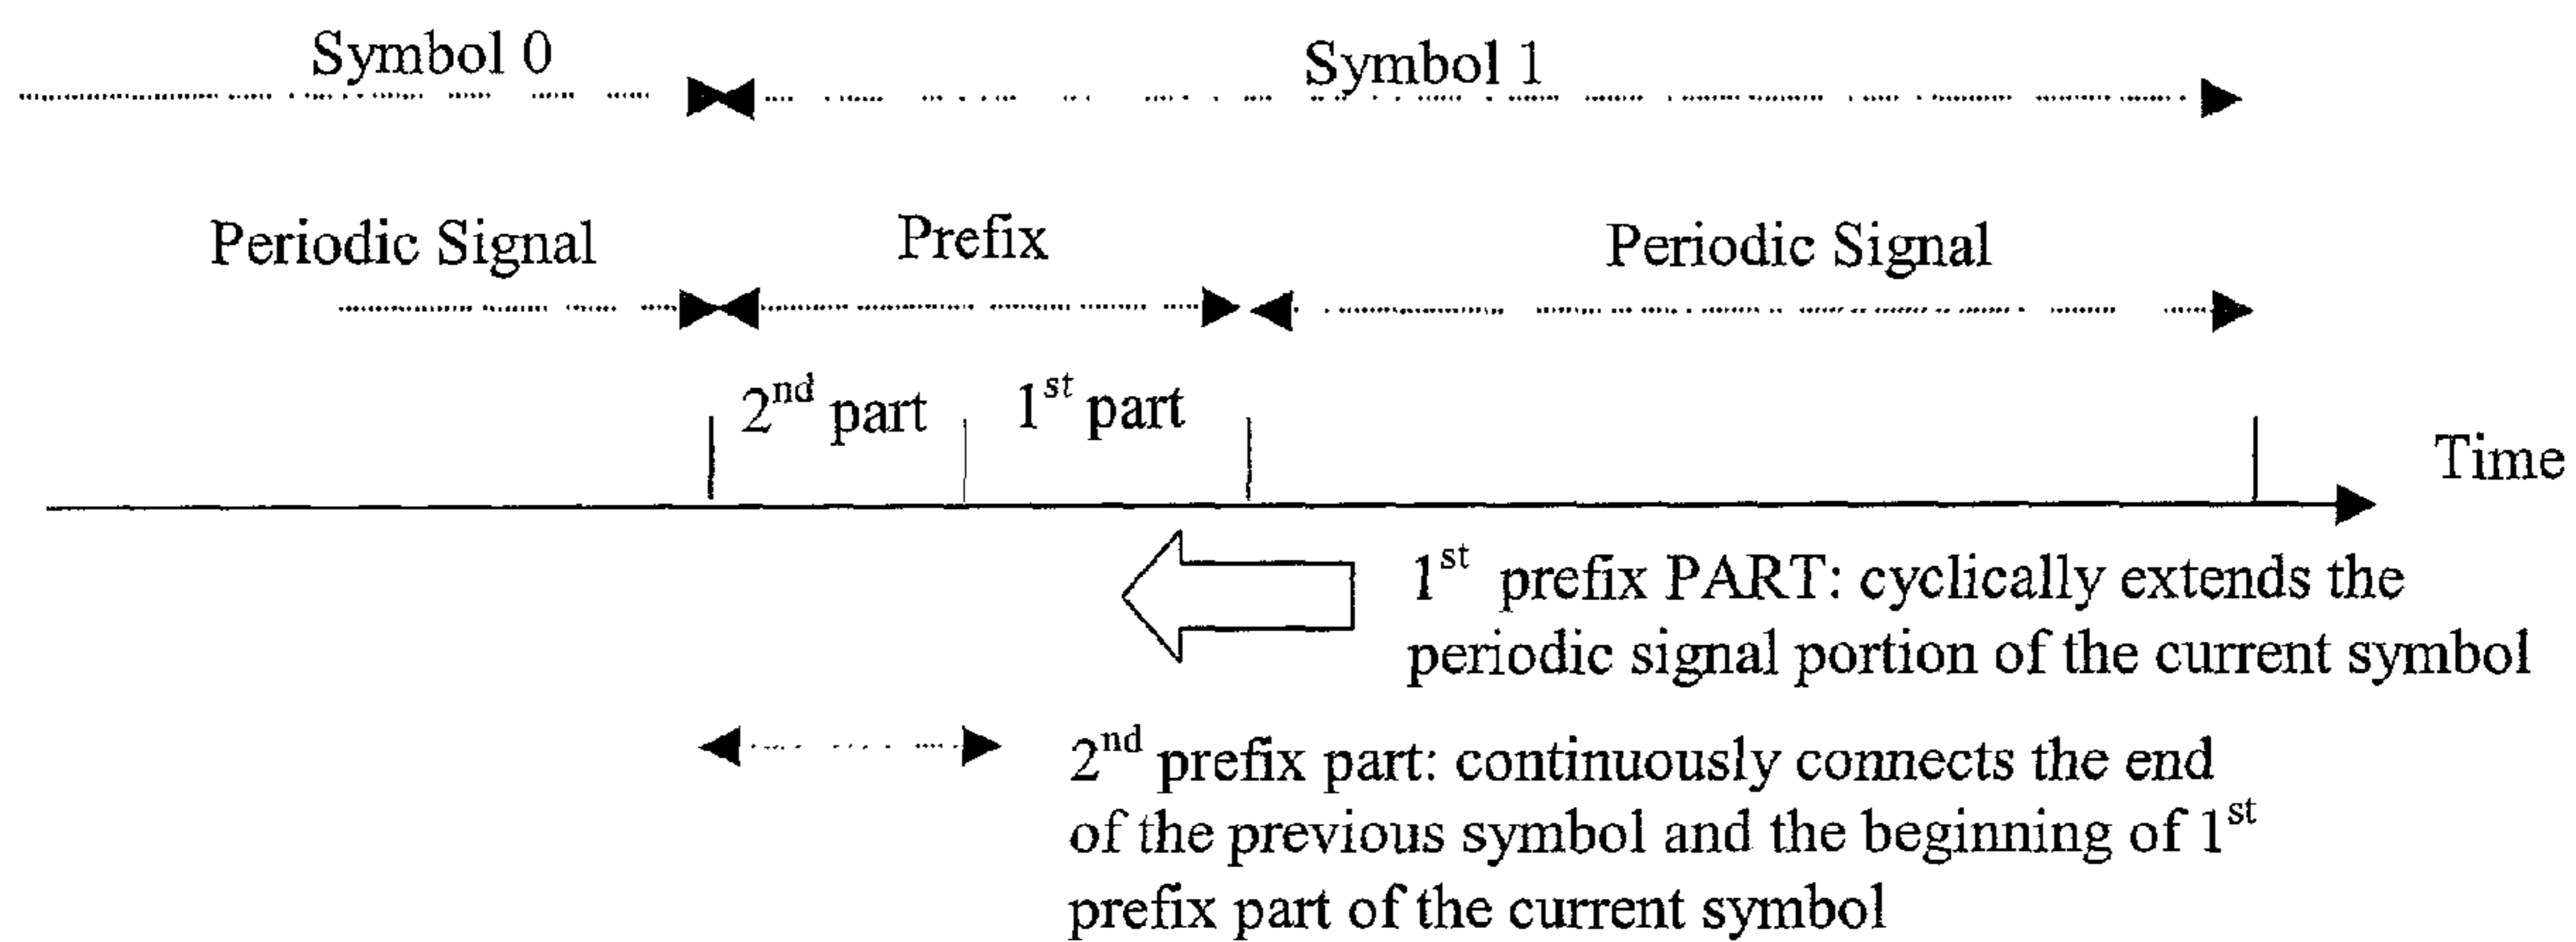 Symbol 0
Symbol 1
Periodic Signal
Prefix
Periodic Signal
2nd part
1st part
Time
1st prefix PART: cyclically extends the
periodic signal portion of the current symbol
2nd prefix part: continuously connects the end
of the previous symbol and the beginning of 1st
prefix part of the current symbol